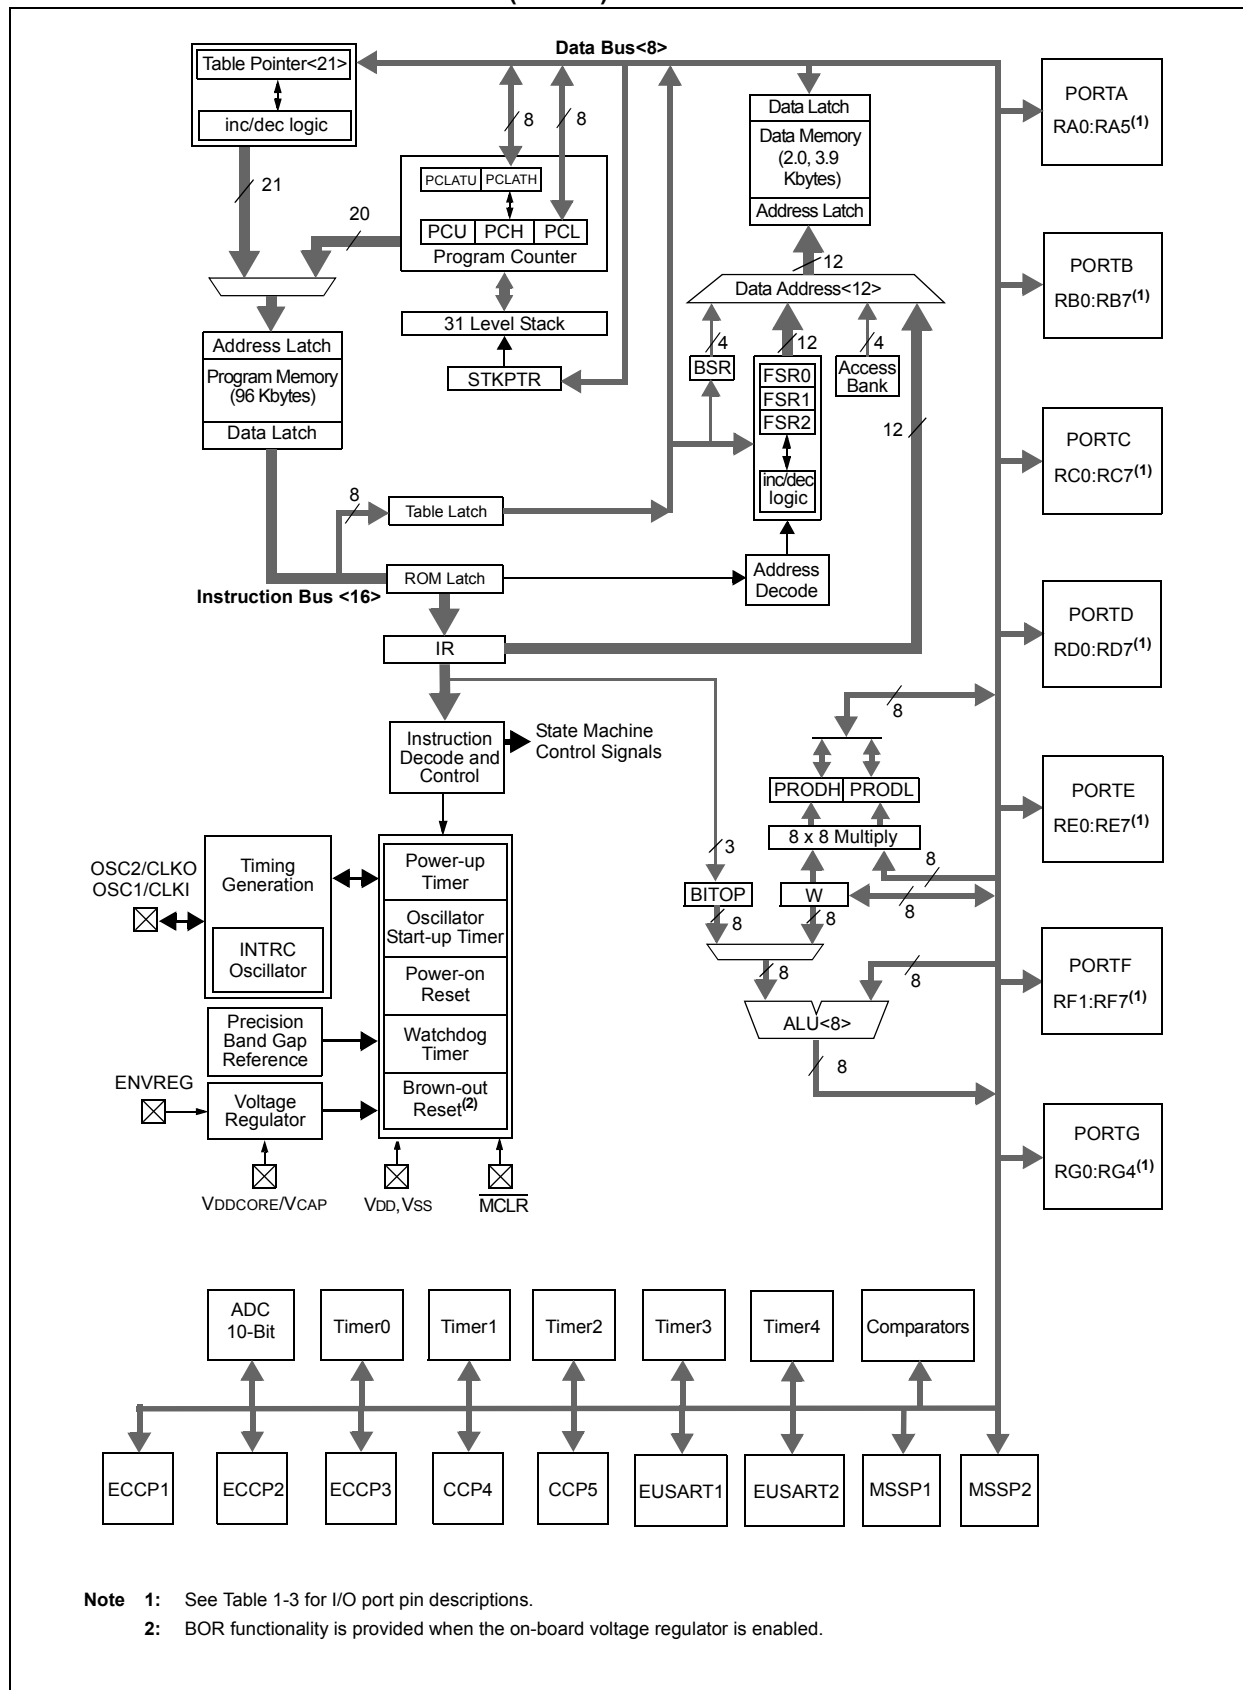 Data Bus<8>
Table Pointer<21>
inc/dec logic
21
20
8
8
PCLATU
PCLATH
PCU
PCH
PCL
Program Counter
31 Level Stack
STKPTR
Address Latch
Program Memory
(96 Kbytes)
Data Latch
8
Table Latch
ROM Latch
Instruction Bus <16>
IR
Data Latch
Data Memory
(2.0, 3.9
Kbytes)
Address Latch
12
Data Address<12>
4
12
4
BSR
FSR0
FSR1
FSR2
inc/dec
logic
Access
Bank
12
Address
Decode
Instruction
Decode and
Control
State Machine
Control Signals
8
PRODH
PRODL
8 x 8 Multiply
3
8
BITOP
W
8
8
8
8
8
ALU<8>
8
OSC2/CLKO
OSC1/CLKI
Timing
Generation
INTRC
Oscillator
Power-up
Timer
Oscillator
Start-up Timer
Power-on
Reset
Watchdog
Timer
Brown-out
Reset(2)
Precision
Band Gap
Reference
ENVREG
Voltage
Regulator
VDDCORE/VCAP
VDD, VSS
MCLR
PORTA
RA0:RA5(1)
PORTB
RB0:RB7(1)
PORTC
RC0:RC7(1)
PORTD
RD0:RD7(1)
PORTE
RE0:RE7(1)
PORTF
RF1:RF7(1)
PORTG
RG0:RG4(1)
ADC
10-Bit
Timer0
Timer1
Timer2
Timer3
Timer4
Comparators
ECCP1
ECCP2
ECCP3
CCP4
CCP5
EUSART1
EUSART2
MSSP1
MSSP2
Note 1: See Table 1-3 for I/O port pin descriptions.
2: BOR functionality is provided when the on-board voltage regulator is enabled.